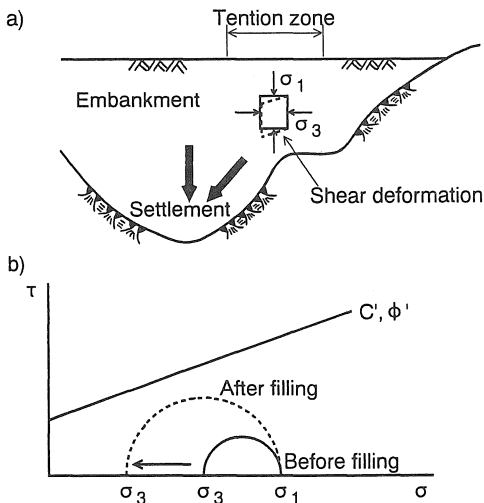 a)
Tention zone
σ1
Embankment
σ3
Shear deformation
Settlement
b)
τ
C', ϕ'
After filling
Before filling
σ3 σ3 σ1 σ